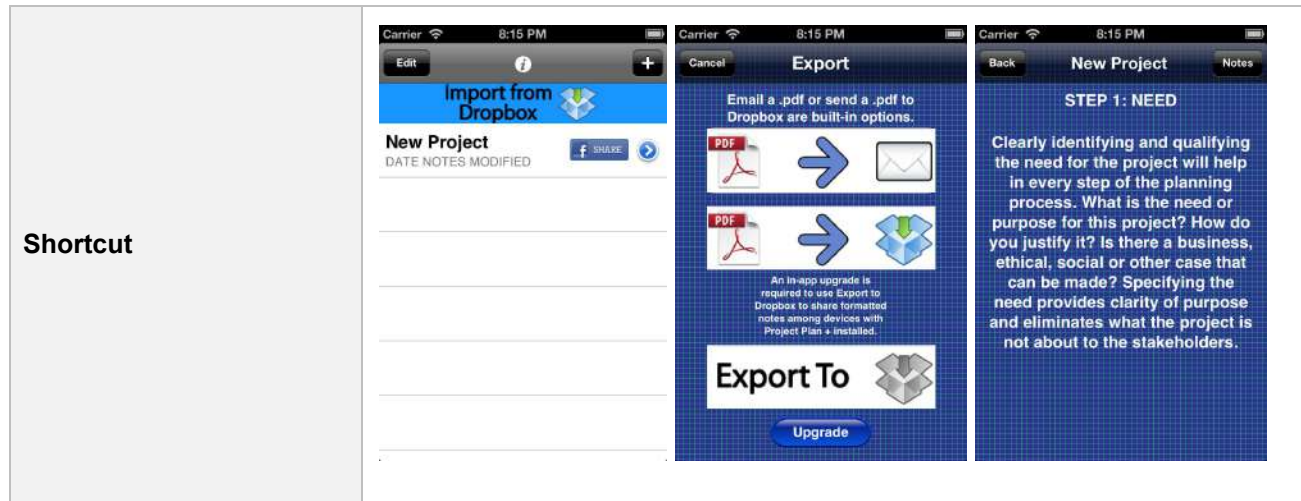 Shortcut
Carrier 8:15 PM
Edit
Import from
Dropbox
New Project
DATE NOTES MODIFIED
f SHARE
Carrier 8:15 PM
Cancel Export
Email a .pdf or send a .pdf to
Dropbox are built-in options.
PDF
PDF
An in-app upgrade is
required to use Export to
Dropbox to share formatted
notes among devices with
Project Plan + installed.
Export To
Upgrade
Carrier 8:15 PM
Back New Project Notes
STEP 1: NEED
Clearly identifying and qualifying
the need for the project will help
in every step of the planning
process. What is the need or
purpose for this project? How do
you justify it? Is there a business,
ethical, social or other case that
can be made? Specifying the
need provides clarity of purpose
and eliminates what the project is
not about to the stakeholders.